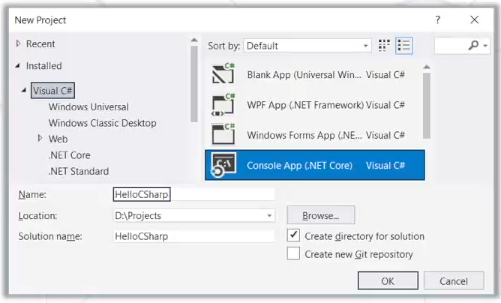 New Project
? X
Recent
Installed
Visual C#
Windows Universal
Windows Classic Desktop
Web
.NET Core
.NET Standard
Sort by: Default
Blank App (Universal Win... Visual C#
WPF App (.NET Framework) Visual C#
Windows Forms App (.NE... Visual C#
Console App (.NET Core) Visual C#
Name: HelloCSharp
Location: D:\Projects Browse...
Solution name: HelloCSharp
Create directory for solution
Create new Git repository
OK Cancel